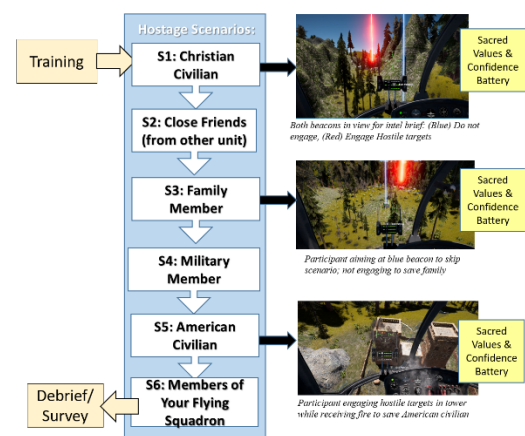 Hostage Scenarios:
Training
S1: Christian
Civilian
Sacred
Values &
Confidence
Battery
Both beacons in view for intel brief: (Blue) Do not
engage, (Red) Engage Hostile targets
S2: Close Friends
(from other unit)
S3: Family
Member
Sacred
Values &
Confidence
Battery
Participant aiming at blue beacon to skip
scenario; not engaging to save family
S4: Military
Member
S5: American
Civilian
Sacred
Values &
Confidence
Battery
S6: Members of
Your Flying
Squadron
Participant engaging hostile targets in tower
while receiving fire to save American civilian
Debrief/
Survey